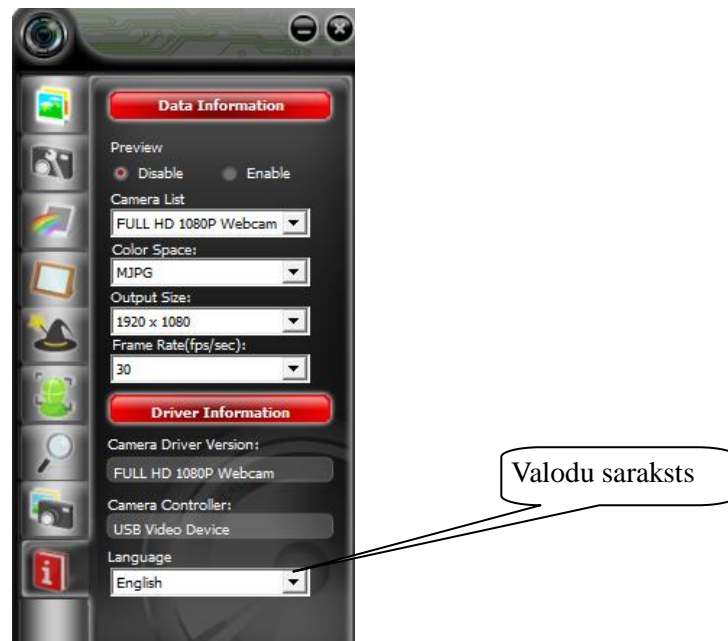 Data Information
Preview
Disable Enable
Camera List
FULL HD 1080P Webcam
Color Space:
MJPG
Output Size:
1920 x 1080
Frame Rate(fps/sec):
30
Driver Information
Camera Driver Version:
FULL HD 1080P Webcam
Camera Controller:
USB Video Device
Language
English
Valodu saraksts